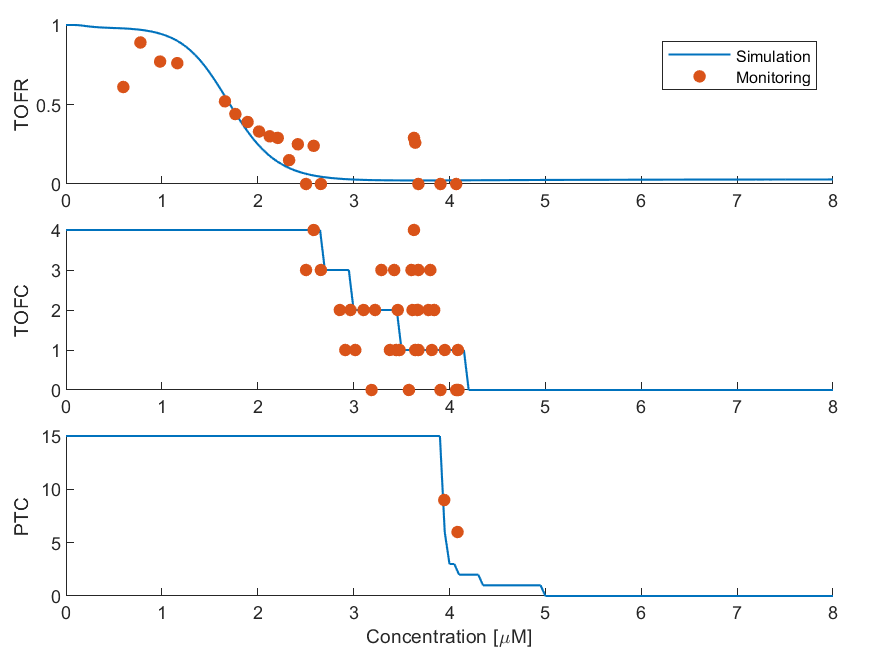 1
0.5
0
TOFR
0 1 2 3 4 5 6 7 8
Simulation
Monitoring
4
3
2
1
0
TOFC
0 1 2 3 4 5 6 7 8
15
10
5
0
PTC
0 1 2 3 4 5 6 7 8
Concentration [μM]